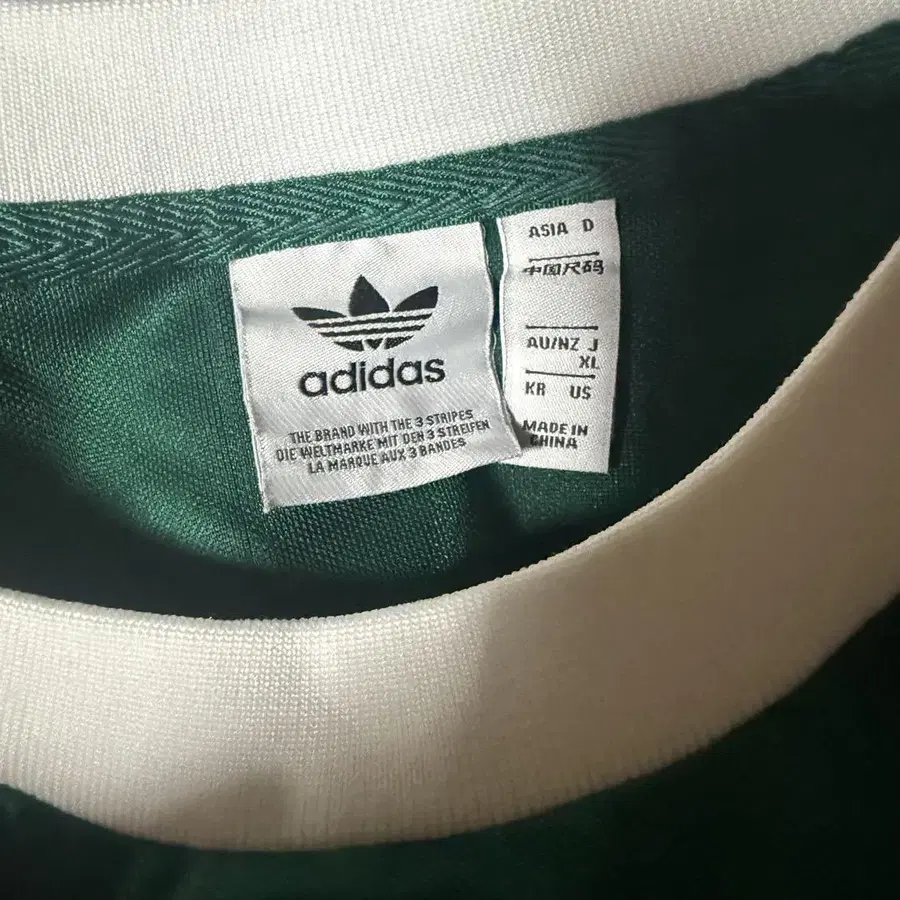 adidas
THE BRAND WITH THE 3 STRIPES
DIE WELTMARKE MIT DEN 3 STREIFEN
LA MARQUE AUX 3 BANDES
ASIA D
中国尺码
AU/NZ J
XL
KR US
MADE IN
CHINA